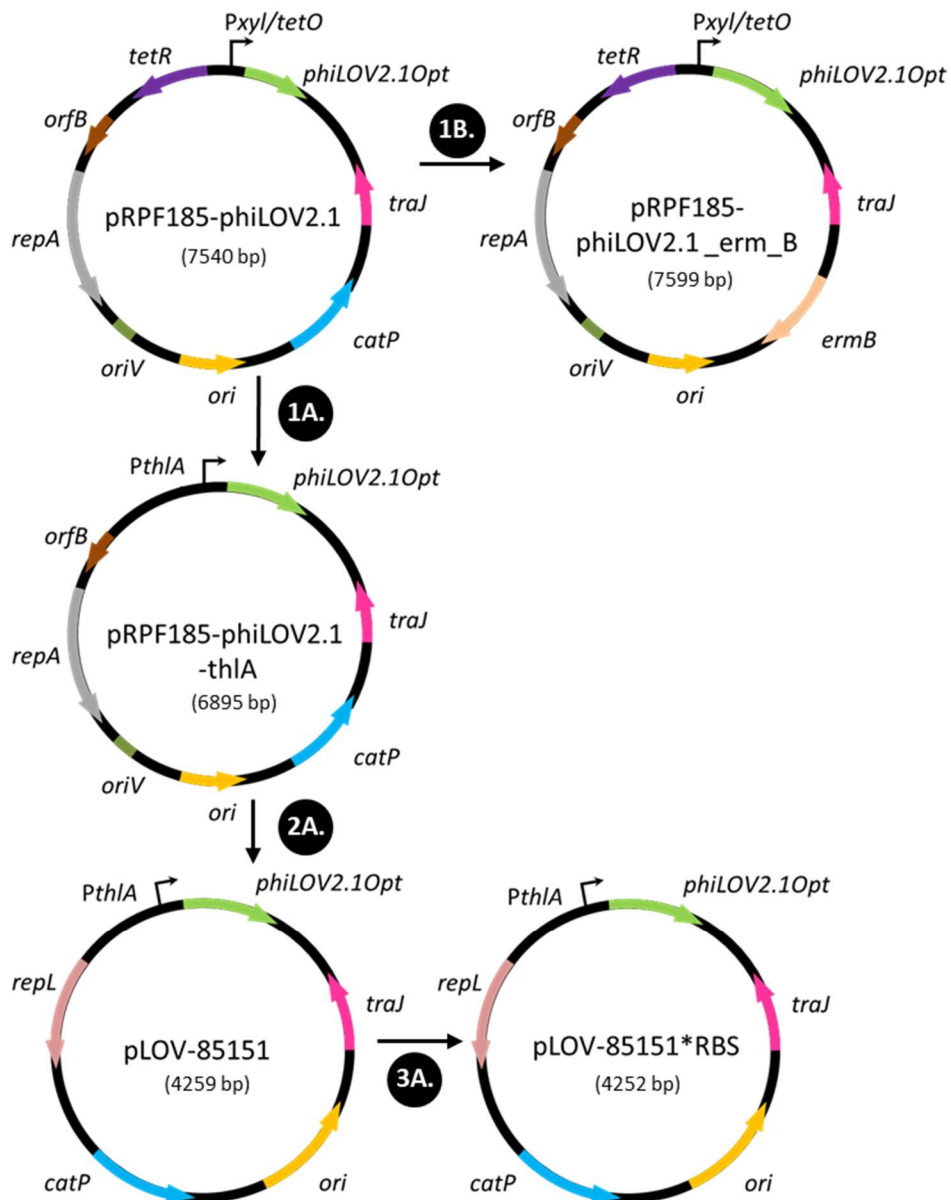 Pxyl/tetO
tetR
phiLOV2.1Opt
orfB
repA
pRPF185-phiLOV2.1
(7540 bp)
traJ
catP
oriV
ori
1B.
Pxyl/tetO
tetR
phiLOV2.1Opt
orfB
repA
pRPF185-
phiLOV2.1_erm_B
(7599 bp)
traJ
ermB
oriV
ori
1A.
PthlA
phiLOV2.1Opt
orfB
repA
pRPF185-phiLOV2.1
-thlA
(6895 bp)
traJ
catP
oriV
ori
2A.
PthlA
phiLOV2.1Opt
repL
traJ
pLOV-85151
(4259 bp)
catP
ori
3A.
PthlA
phiLOV2.1Opt
repL
traJ
pLOV-85151*RBS
(4252 bp)
catP
ori